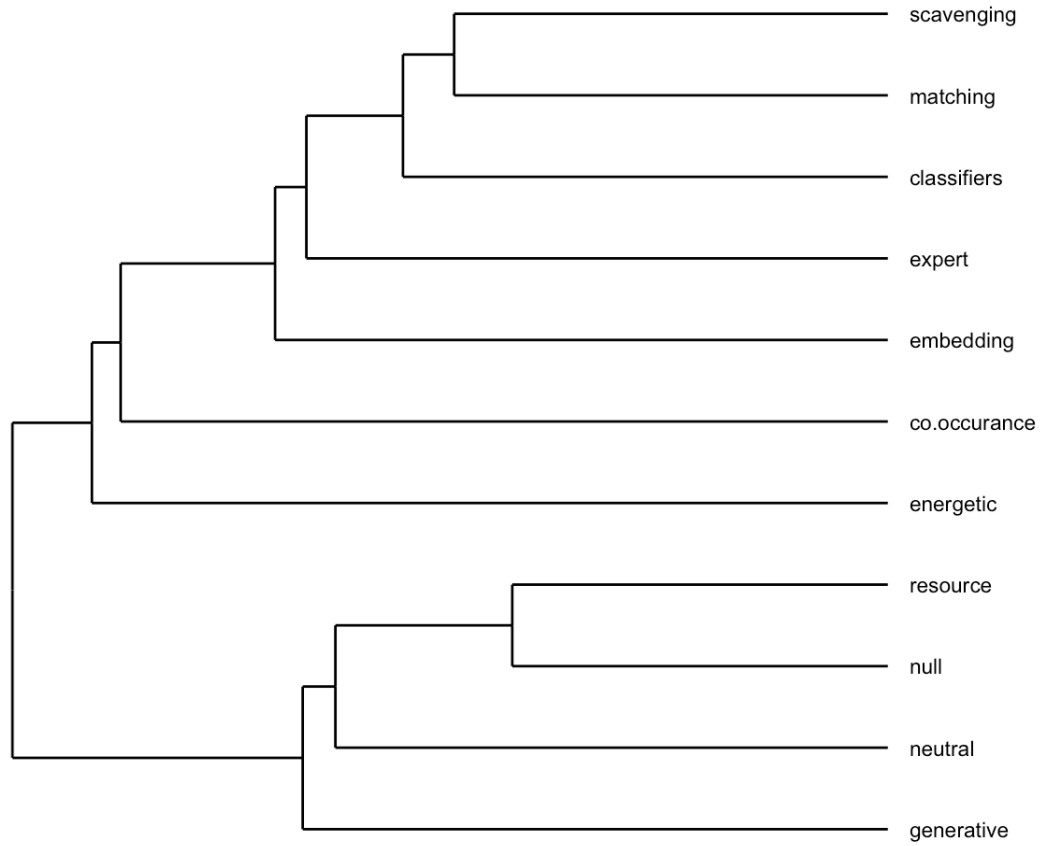 scavenging
matching
classifiers
expert
embedding
co.occurance
energetic
resource
null
neutral
generative